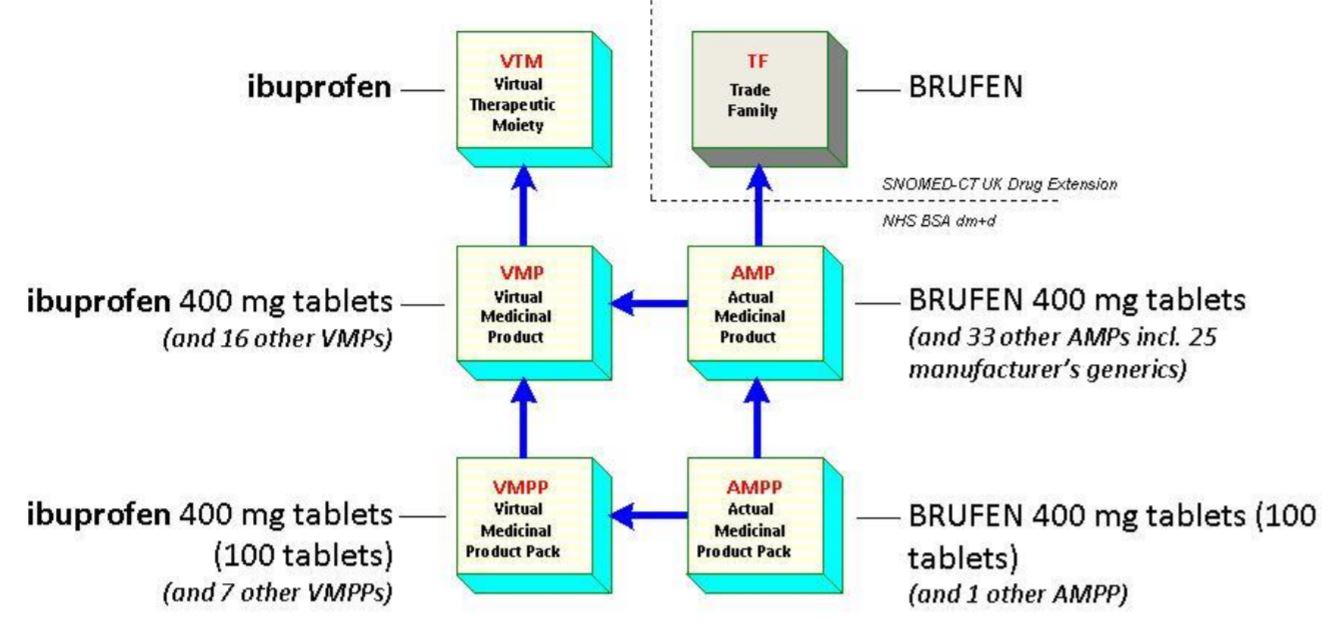 ibuprofen
VTM
Virtual
Therapeutic
Moiety
TF
Trade
Family
BRUFEN
SNOMED-CT UK Drug Extension
NHS BSA dm+d
ibuprofen 400 mg tablets
(and 16 other VMPs)
VMP
Virtual
Medicinal
Product
AMP
Actual
Medicinal
Product
BRUFEN 400 mg tablets
(and 33 other AMPs incl. 25
manufacturer's generics)
ibuprofen 400 mg tablets
(100 tablets)
(and 7 other VMPPs)
VMPP
Virtual
Medicinal
Product Pack
AMPP
Actual
Medicinal
Product Pack
BRUFEN 400 mg tablets (100
tablets)
(and 1 other AMPP)